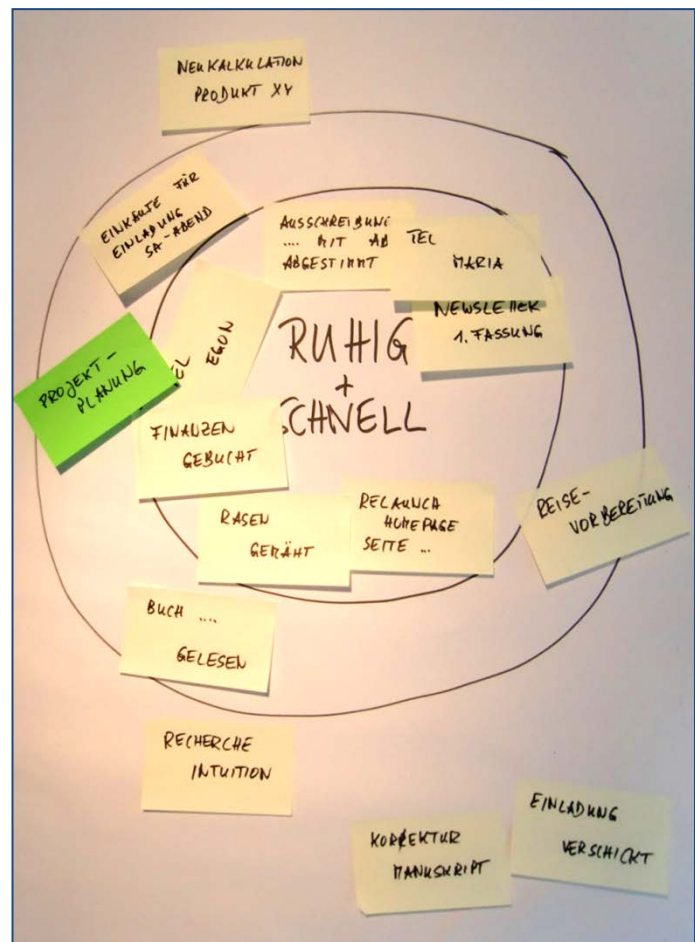 NEUKALKULATION
PRODUKT XY
EINKÄUFE FÜR
EINLADUNG
SA-ABEND
AUSSCHREIBUNG
.... MIT AB
ABGESTIMMT
TEL
MARIA
NEWSLETTER
1. FASSUNG
EL
EGON
RUHIG
+
SCHNELL
PROJEKT-
PLANUNG
FINANZEN
GEBUCHT
RASEN
GEMÄHT
RELAUNCH
HOMEPAGE
SEITE ...
REISE-
VORBEREITUNG
BUCH ....
GELESEN
RECHERCHE
INTUITION
KORREKTUR
MANUSKRIPT
EINLADUNG
VERSCHICKT